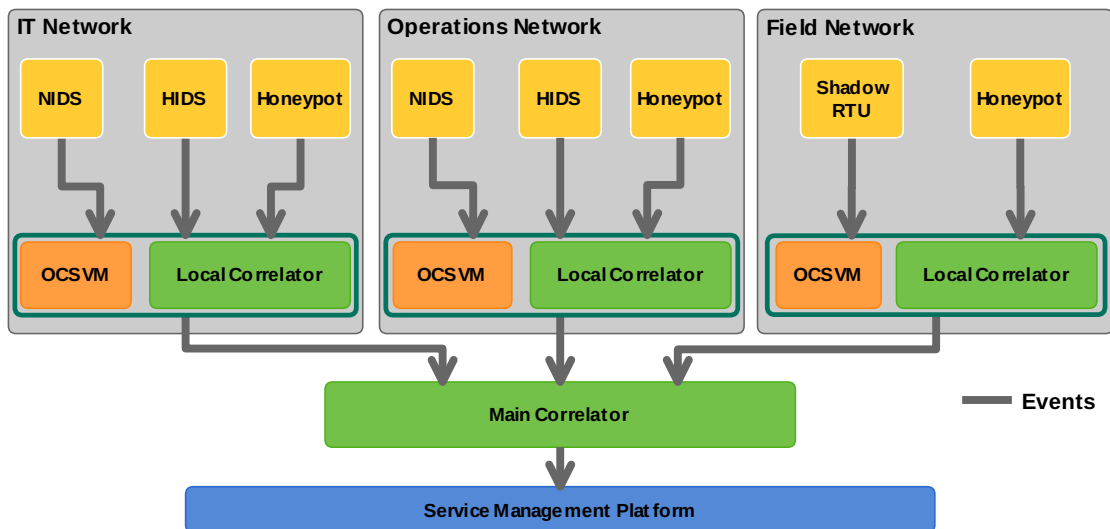 IT Network
Operations Network
Field Network
NIDS
HIDS
Honeypot
NIDS
HIDS
Honeypot
Shadow
RTU
Honeypot
OCSVM
Local Correlator
OCSVM
Local Correlator
OCSVM
Local Correlator
Main Correlator
Events
Service Management Platform